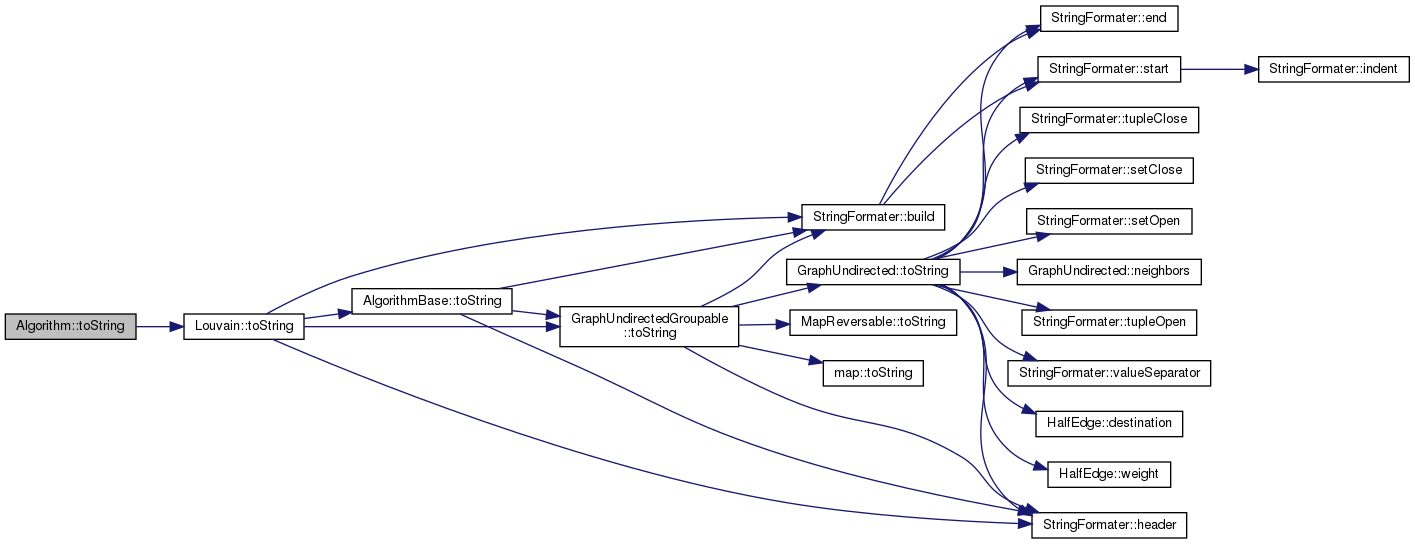 StringFormater::end
StringFormater::start
StringFormater::indent
StringFormater::tupleClose
StringFormater::setClose
StringFormater::build
StringFormater::setOpen
GraphUndirected::toString
GraphUndirected::neighbors
AlgorithmBase::toString
Algorithm::toString
Louvain::toString
GraphUndirectedGroupable
::toString
MapReversable::toString
StringFormater::tupleOpen
map::toString
StringFormater::valueSeparator
HalfEdge::destination
HalfEdge::weight
StringFormater::header